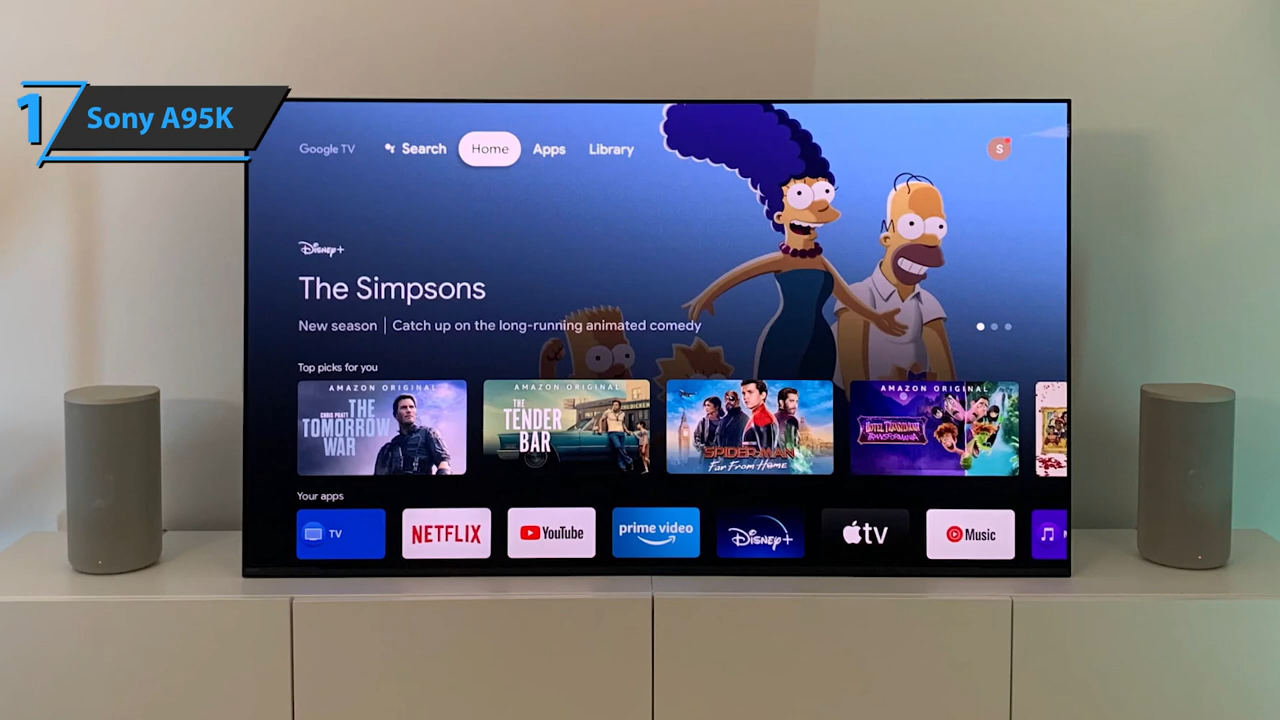 1
Sony A95K
Google TV
Search
Home
Apps
Library
S
Disney+
The Simpsons
New season | Catch up on the long-running animated comedy
Top picks for you
AMAZON ORIGINAL
CHRIS PRATT
THE
TOMORROW
WAR
AMAZON ORIGINAL
THE
TENDER
BAR
SPIDER-MAN
Far From Home
AMAZON ORIGINAL
HOTEL TRANSYLVANIA
TRANSFORMANIA
Your apps
TV
NETFLIX
YouTube
prime video
Disney+
tv
Music